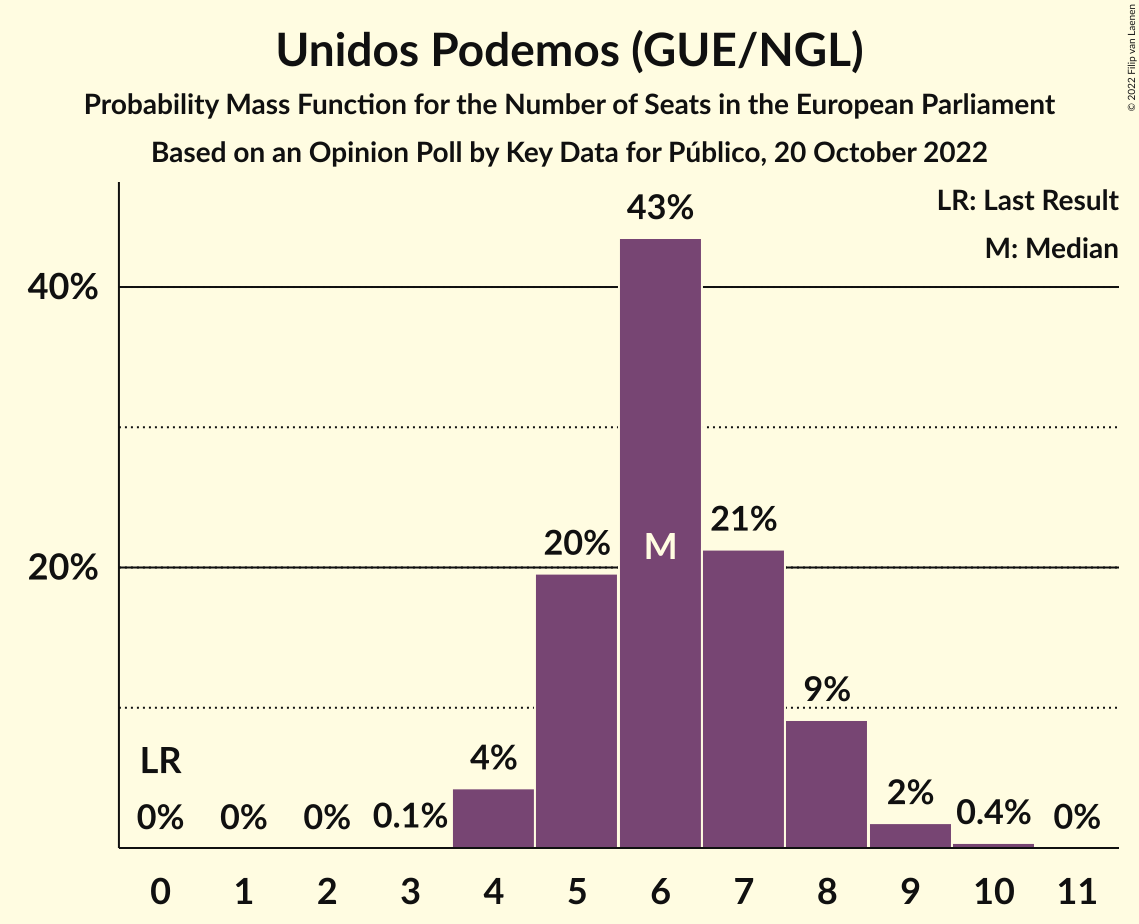 Unidos Podemos (GUE/NGL)
Probability Mass Function for the Number of Seats in the European Parliament
Based on an Opinion Poll by Key Data for Público, 20 October 2022
© 2022 Filip van Laenen
LR: Last Result
M: Median
43%
40%
21%
20%
M
20%
9%
LR
4%
2%
0% 0% 0% 0.1% 0.4% 0%
0 1 2 3 4 5 6 7 8 9 10 11